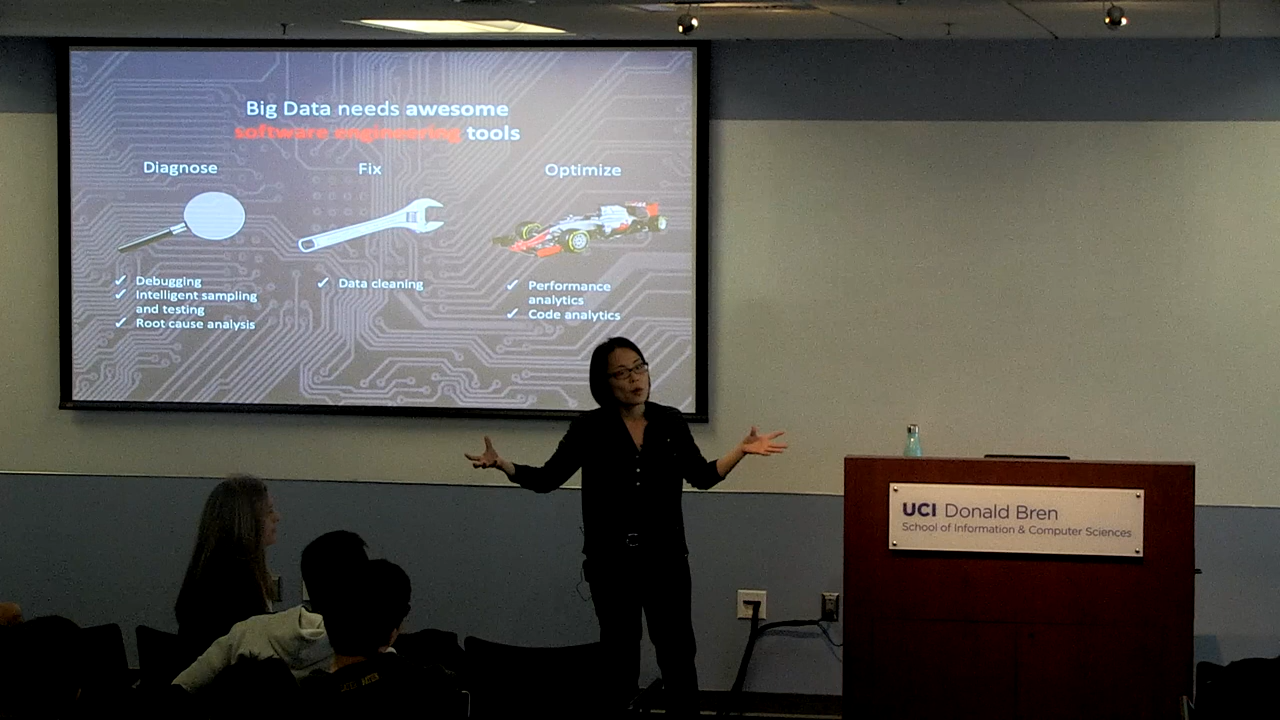 Big Data needs awesome
software engineering tools
Diagnose
Fix
Optimize
✓ Debugging
✓ Intelligent sampling
and testing
✓ Root cause analysis
✓ Data cleaning
✓ Performance
analytics
✓ Code analytics
UCI Donald Bren
School of Information & Computer Sciences